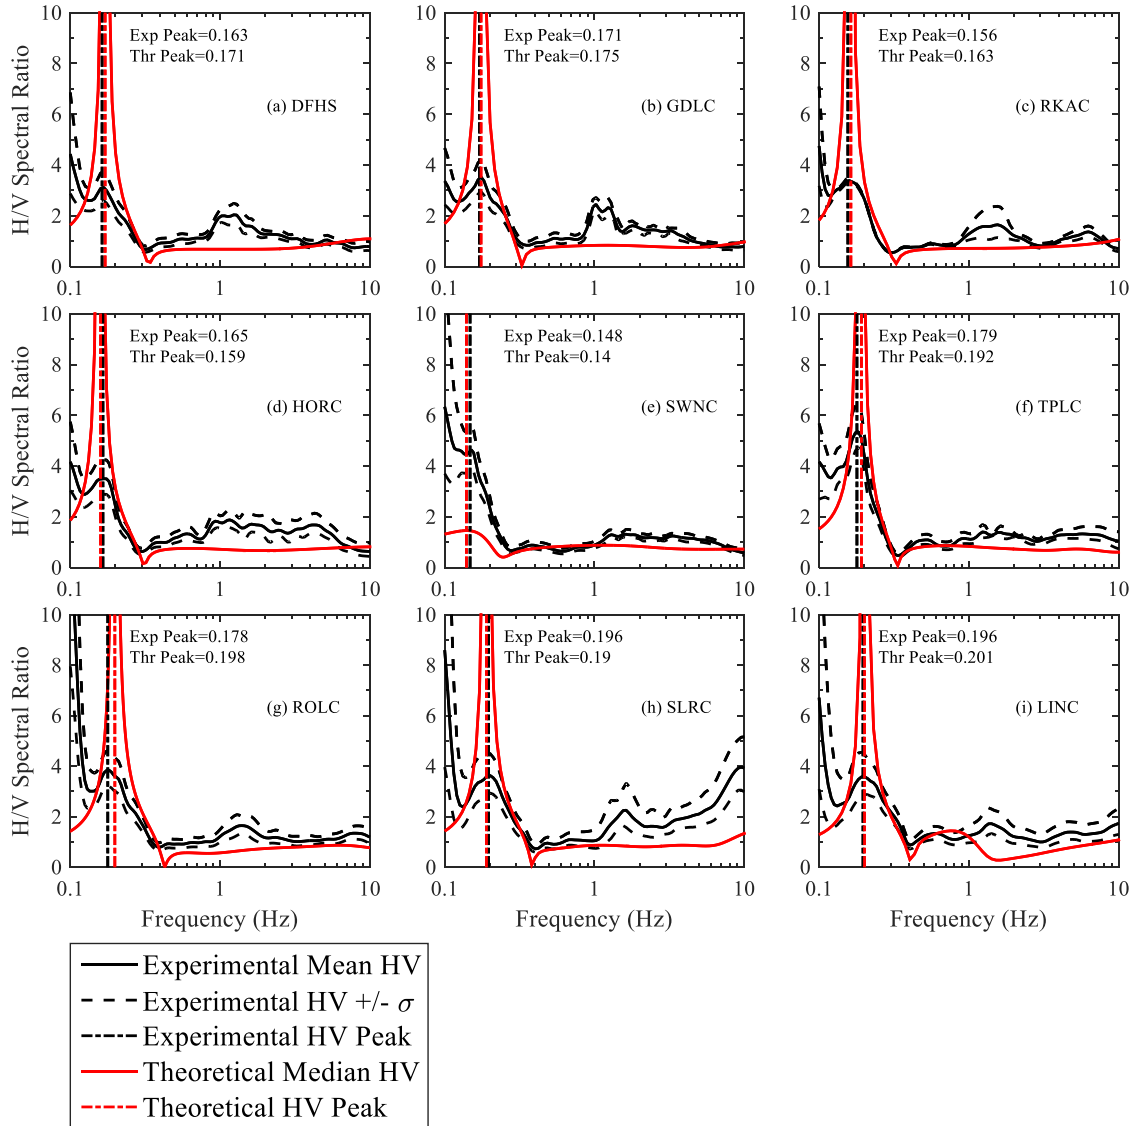 10
8
6
4
2
0
H/V Spectral Ratio
Exp Peak=0.163
Thr Peak=0.171
(a) DFHS
0.1 1 10
10
8
6
4
2
0
Exp Peak=0.171
Thr Peak=0.175
(b) GDLC
0.1 1 10
10
8
6
4
2
0
Exp Peak=0.156
Thr Peak=0.163
(c) RKAC
0.1 1 10
10
8
6
4
2
0
H/V Spectral Ratio
Exp Peak=0.165
Thr Peak=0.159
(d) HORC
0.1 1 10
10
8
6
4
2
0
Exp Peak=0.148
Thr Peak=0.14
(e) SWNC
0.1 1 10
10
8
6
4
2
0
Exp Peak=0.179
Thr Peak=0.192
(f) TPLC
0.1 1 10
10
8
6
4
2
0
H/V Spectral Ratio
Exp Peak=0.178
Thr Peak=0.198
(g) ROLC
0.1 1 10
Frequency (Hz)
10
8
6
4
2
0
Exp Peak=0.196
Thr Peak=0.19
(h) SLRC
0.1 1 10
Frequency (Hz)
10
8
6
4
2
0
Exp Peak=0.196
Thr Peak=0.201
(i) LINC
0.1 1 10
Frequency (Hz)
Experimental Mean HV
Experimental HV +/- σ
Experimental HV Peak
Theoretical Median HV
Theoretical HV Peak